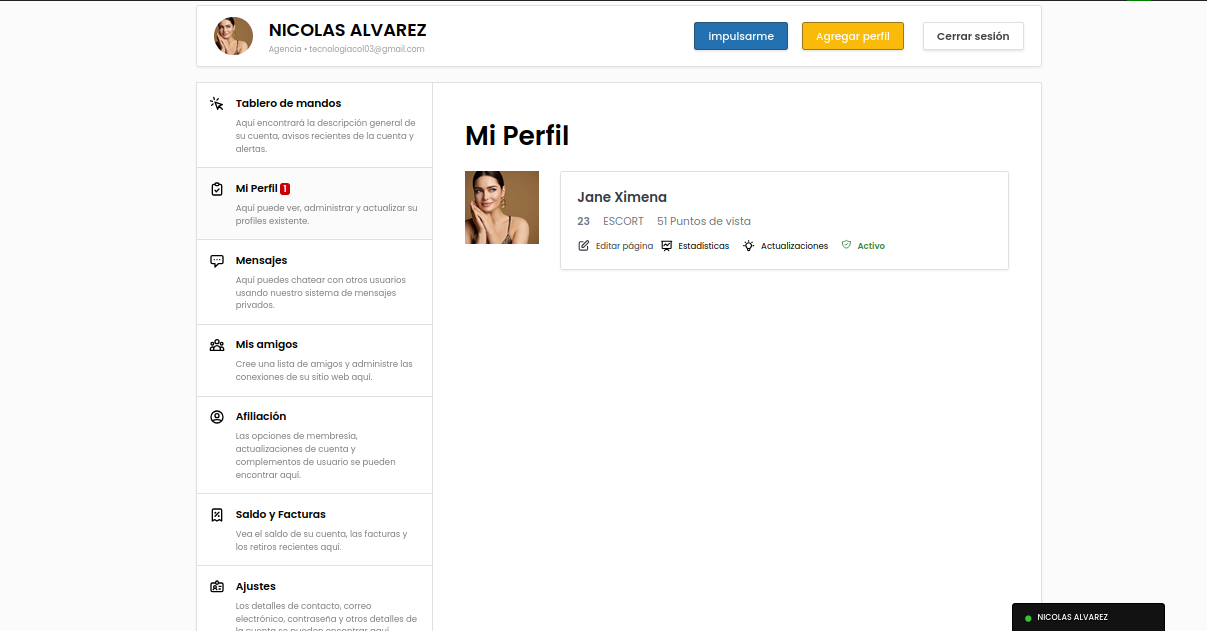 NICOLAS ALVAREZ
Agencia • tecnologiacol03@gmail.com
impulsarme
Agregar perfil
Cerrar sesión
Tablero de mandos
Aquí encontrará la descripción general de
su cuenta, avisos recientes de la cuenta y
alertas.
Mi Perfil 1
Aquí puede ver, administrar y actualizar su
profiles existente.
Mensajes
Aquí puedes chatear con otros usuarios
usando nuestro sistema de mensajes
privados.
Mis amigos
Cree una lista de amigos y administre las
conexiones de su sitio web aquí.
Afiliación
Las opciones de membresía,
actualizaciones de cuenta y
complementos de usuario se pueden
encontrar aquí.
Saldo y Facturas
Vea el saldo de su cuenta, las facturas y
los retiros recientes aquí.
Ajustes
Los detalles de contacto, correo
electrónico, contraseña y otros detalles de
la cuenta se pueden encontrar aquí.
Mi Perfil
Jane Ximena
23 ESCORT 51 Puntos de vista
Editar página Estadísticas Actualizaciones Activo
NICOLAS ALVAREZ